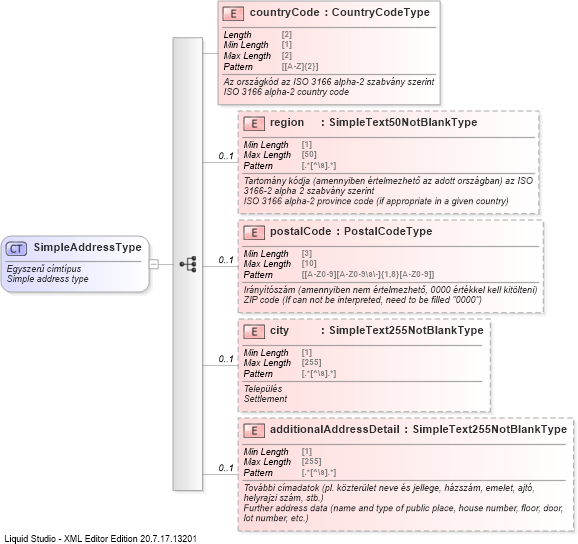 E countryCode : CountryCodeType
Length [2]
Min Length [1]
Max Length [2]
Pattern [[A-Z]{2}]
Az országkód az ISO 3166 alpha-2 szabvány szerint
ISO 3166 alpha-2 country code
E region : SimpleText50NotBlankType
0..1
Min Length [1]
Max Length [50]
Pattern [.*[^\s].*]
Tartomány kódja (amennyiben értelmezhető az adott országban) az ISO
3166-2 alpha 2 szabvány szerint
ISO 3166 alpha-2 province code (if appropriate in a given country)
CT SimpleAddressType
Egyszerű címtípus
Simple address type
E postalCode : PostalCodeType
0..1
Min Length [3]
Max Length [10]
Pattern [[A-Z0-9][A-Z0-9\s\-]{1,8}[A-Z0-9]]
Irányítószám (amennyiben nem értelmezhető, 0000 értékkel kell kitölteni)
ZIP code (If can not be interpreted, need to be filled "0000")
E city : SimpleText255NotBlankType
0..1
Min Length [1]
Max Length [255]
Pattern [.*[^\s].*]
Település
Settlement
E additionalAddressDetail : SimpleText255NotBlankType
0..1
Min Length [1]
Max Length [255]
Pattern [.*[^\s].*]
További címadatok (pl. közterület neve és jellege, házszám, emelet, ajtó,
helyrajzi szám, stb.)
Further address data (name and type of public place, house number, floor, door,
lot number, etc.)
Liquid Studio - XML Editor Edition 20.7.17.13201